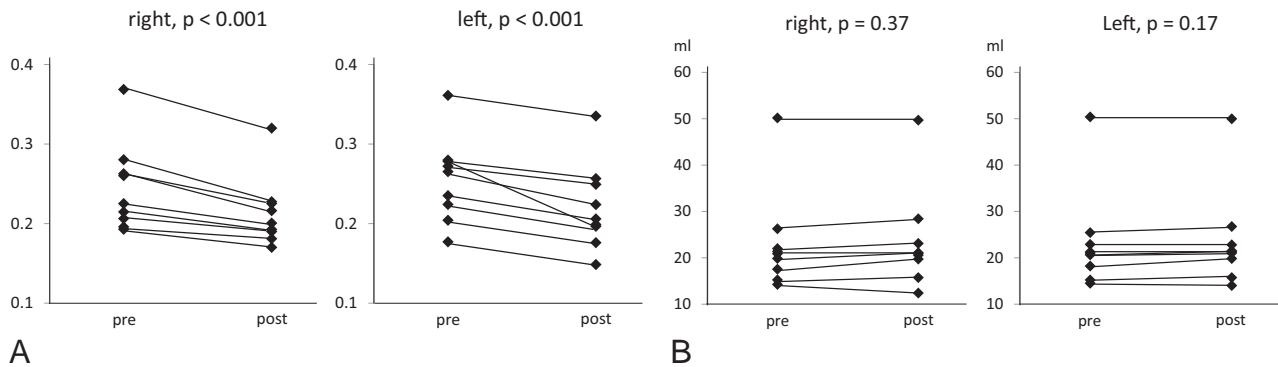 right, p < 0.001
0.4
0.3
0.2
0.1
pre post
left, p < 0.001
0.4
0.3
0.2
0.1
pre post
A
right, p = 0.37
ml
60
50
40
30
20
10
pre post
Left, p = 0.17
ml
60
50
40
30
20
10
pre post
B